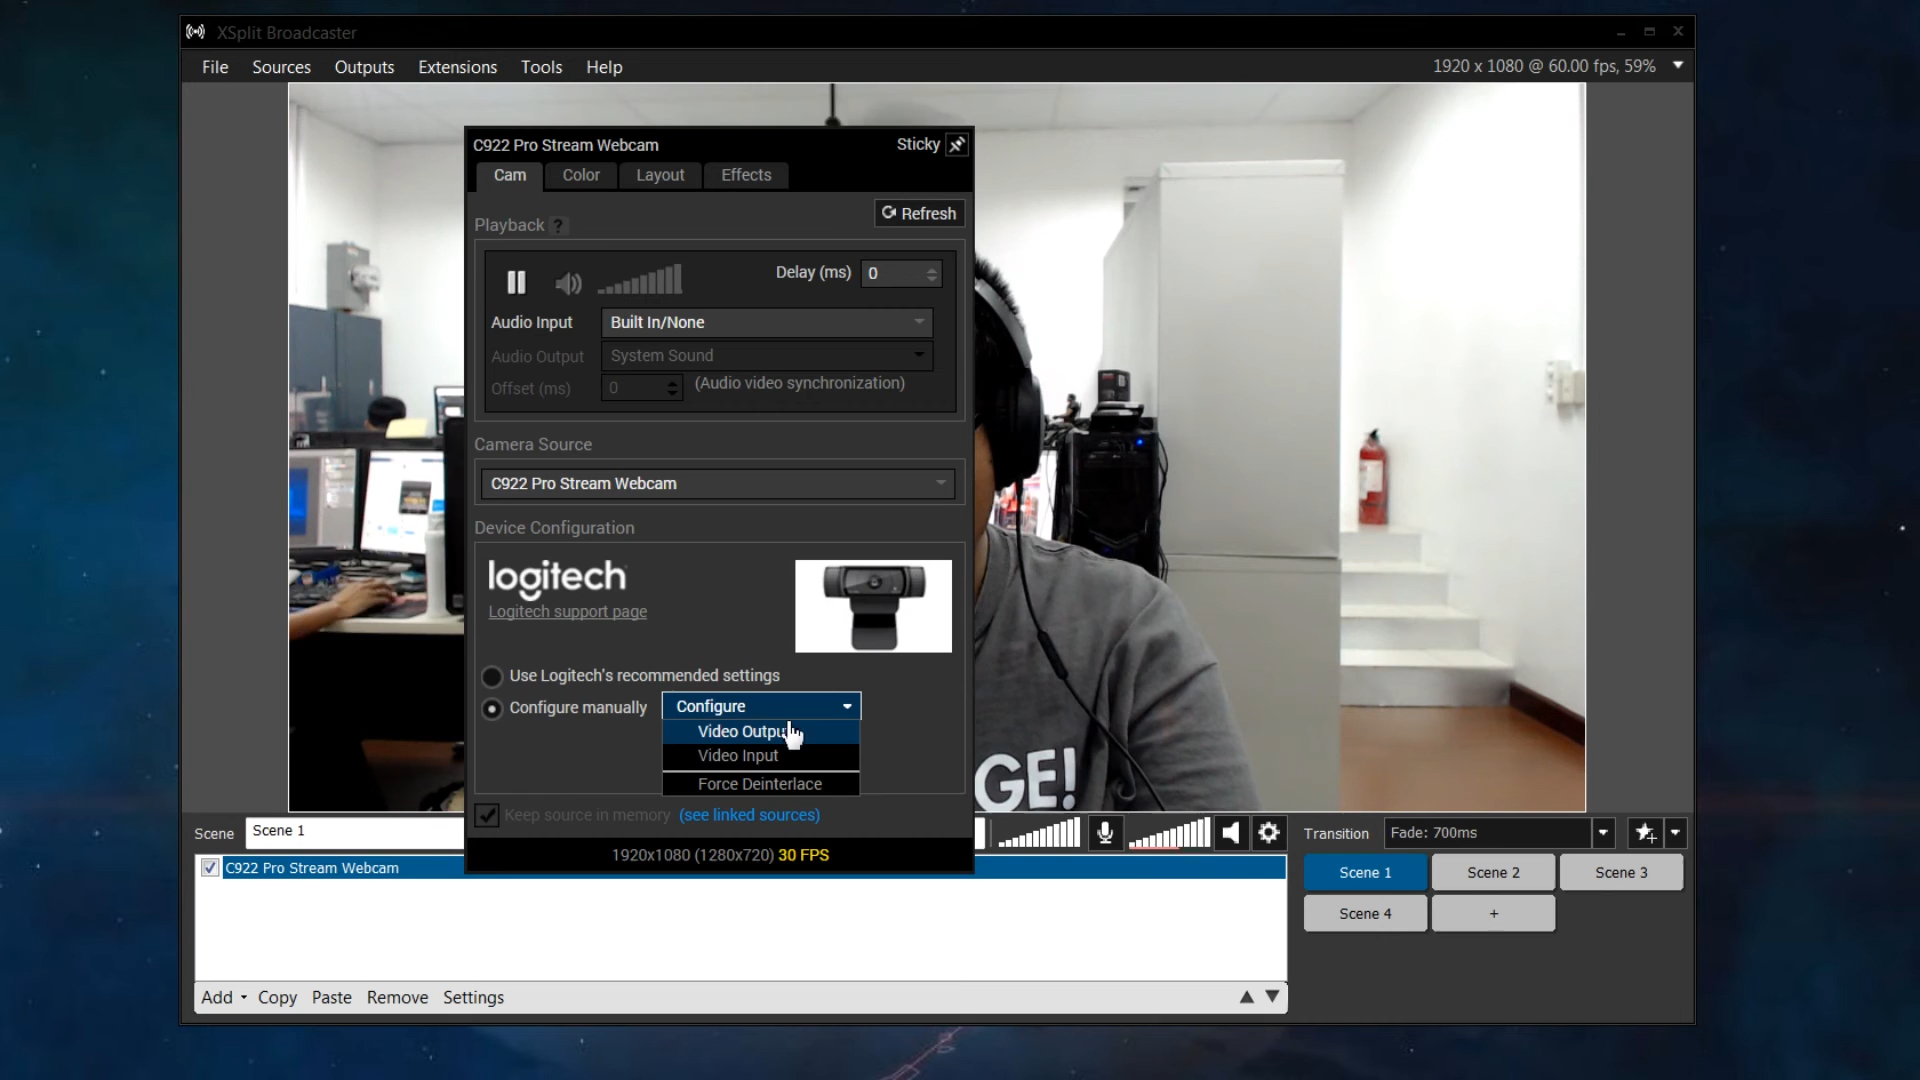 XSplit Broadcaster
File Sources Outputs Extensions Tools Help
1920 x 1080 @ 60.00 fps, 59%
C922 Pro Stream Webcam
Sticky
Cam Color Layout Effects
Refresh
Playback ?
Delay (ms) 0
Audio Input Built In/None
Audio Output System Sound
Offset (ms) 0 (Audio video synchronization)
Camera Source
C922 Pro Stream Webcam
Device Configuration
logitech
Logitech support page
Use Logitech's recommended settings
Configure manually Configure
Video Outpu
Video Input
Force Deinterlace
Keep source in memory (see linked sources)
1920x1080 (1280x720) 30 FPS
GE!
Scene Scene 1
Transition Fade: 700ms
C922 Pro Stream Webcam
Scene 1 Scene 2 Scene 3
Scene 4 +
Add Copy Paste Remove Settings